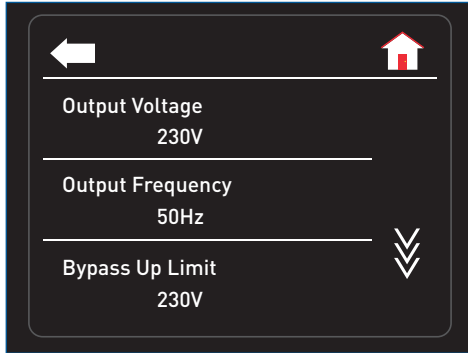 Output Voltage
230V
Output Frequency
50Hz
Bypass Up Limit
230V